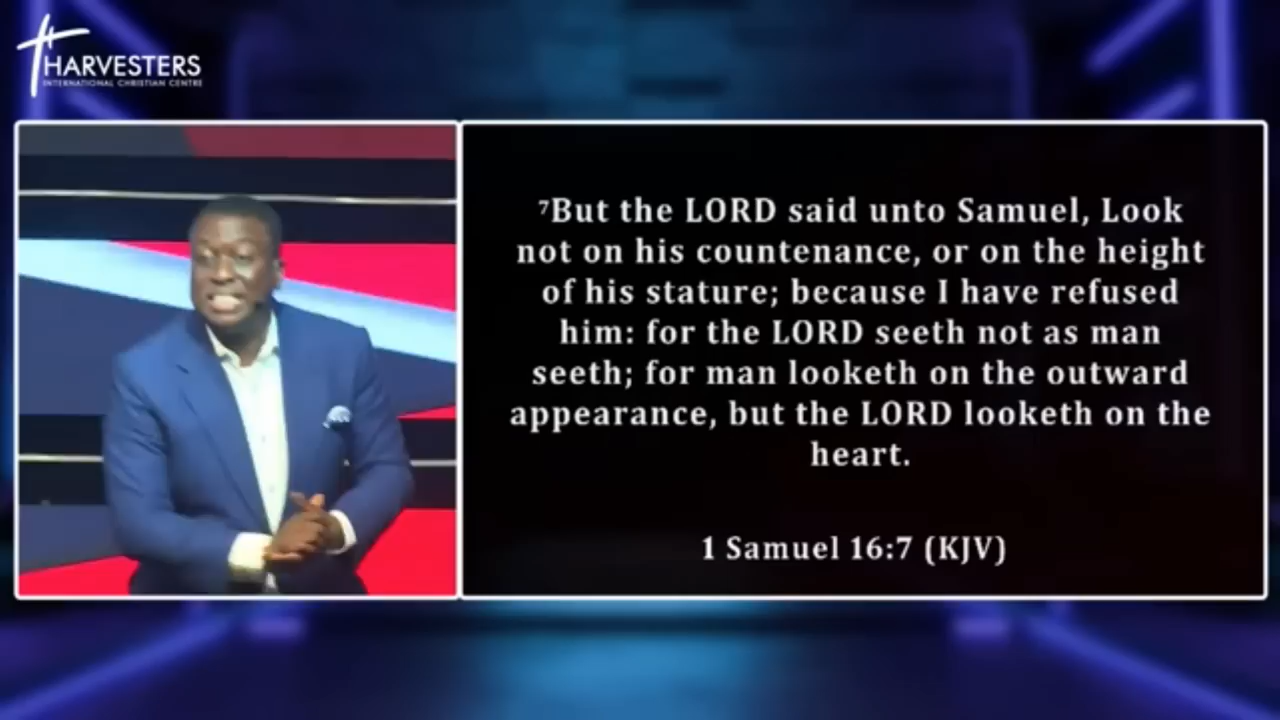 HARVESTERS
INTERNATIONAL CHRISTIAN CENTRE
⁷But the LORD said unto Samuel, Look
not on his countenance, or on the height
of his stature; because I have refused
him: for the LORD seeth not as man
seeth; for man looketh on the outward
appearance, but the LORD looketh on the
heart.
1 Samuel 16:7 (KJV)